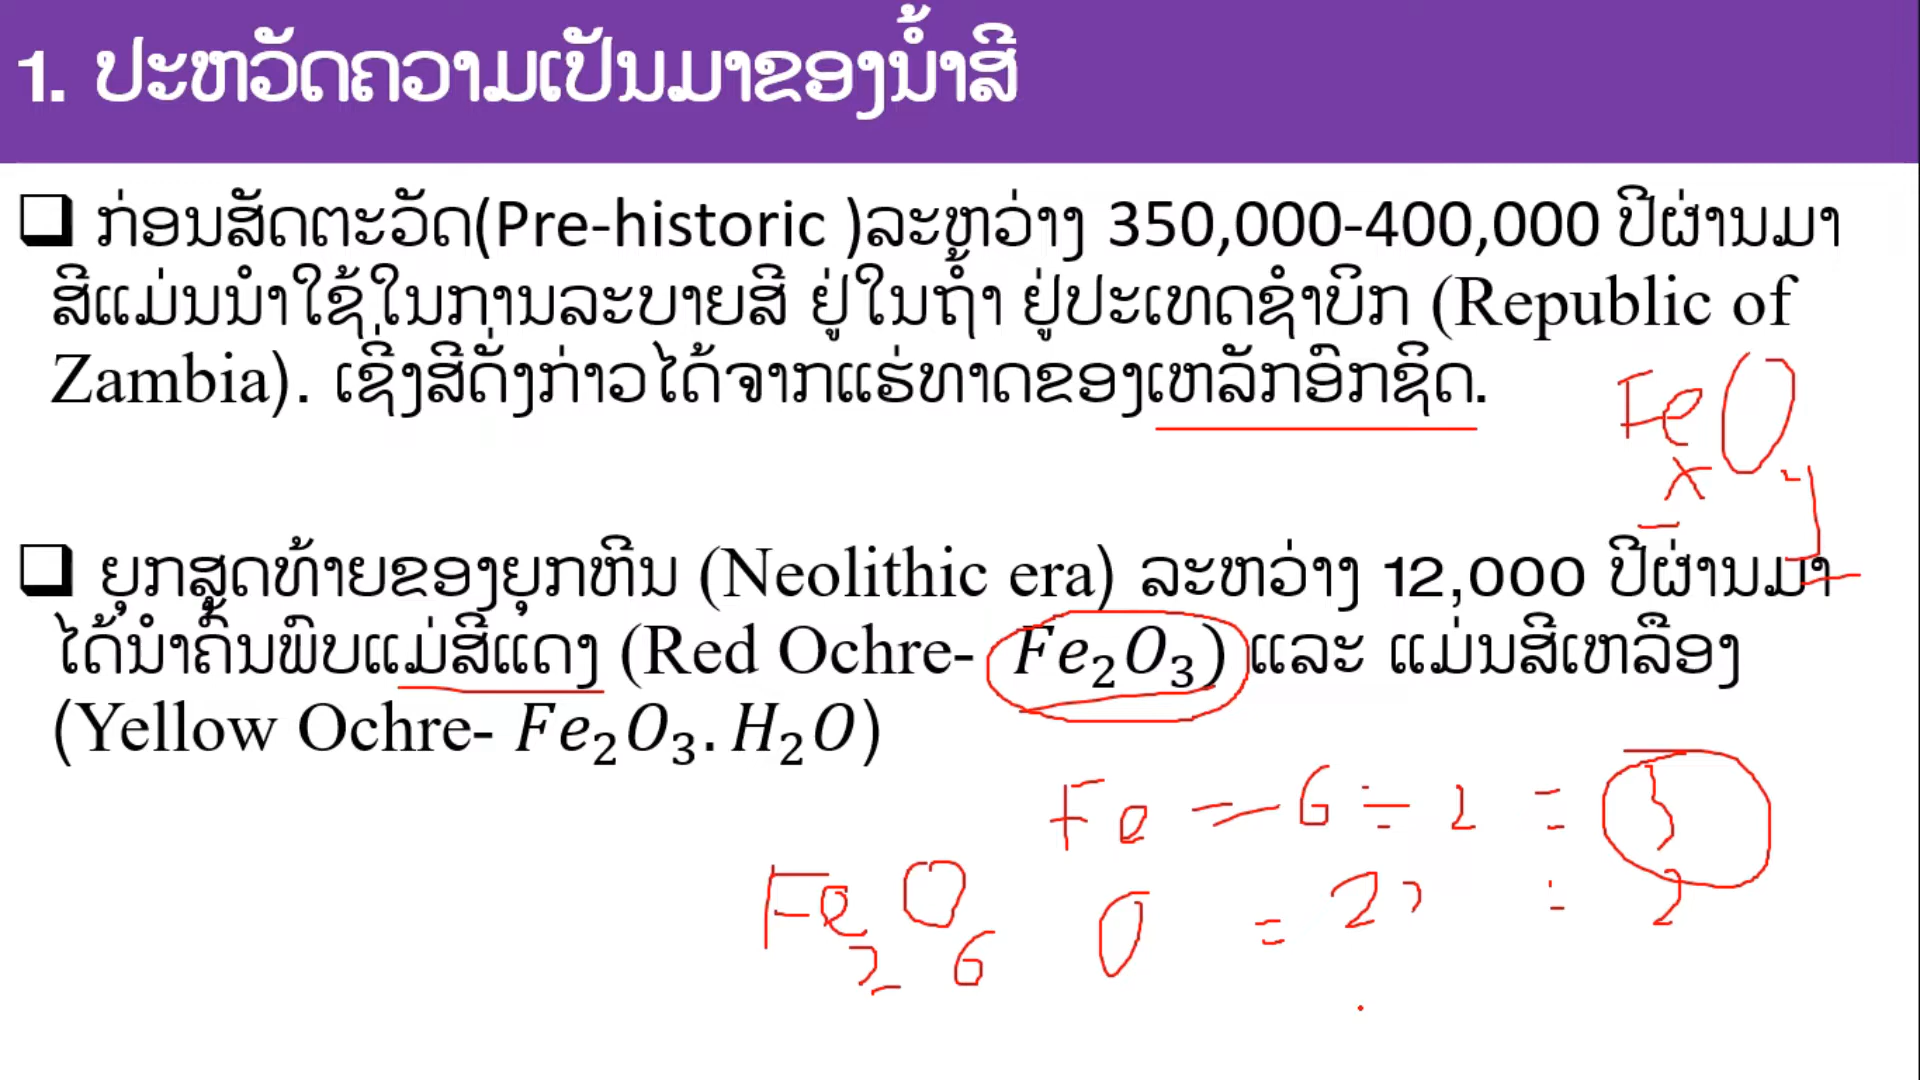 1. ປະຫວັດຄວາມເປັນມາຂອງນ້ຳສີ
❑ ກ່ອນສັດຕະວັດ(Pre-historic )ລະຫວ່າງ 350,000-400,000 ປີຜ່ານມາ
ສີແມ່ນນຳໃຊ້ໃນການລະບາຍສີ ຢູ່ໃນຖ້ຳ ຢູ່ປະເທດຊຳບິກ (Republic of
Zambia). ເຊິ່ງສີດັ່ງກ່າວໄດ້ຈາກແຮ່ທາດຂອງເຫລັກອົກຊິດ.
FeO
x y
❑ ຍຸກສຸດທ້າຍຂອງຍຸກຫີນ (Neolithic era) ລະຫວ່າງ 12,000 ປີຜ່ານມາ
ໄດ້ນຳຄົ້ນພົບແມ່ສີແດງ (Red Ochre- Fe₂O₃) ແລະ ແມ່ນສີເຫລືອງ
(Yellow Ochre- Fe₂O₃.H₂O)
Fe = 6 ÷ 2 = 3
Fe₂O₆ O = 2 2